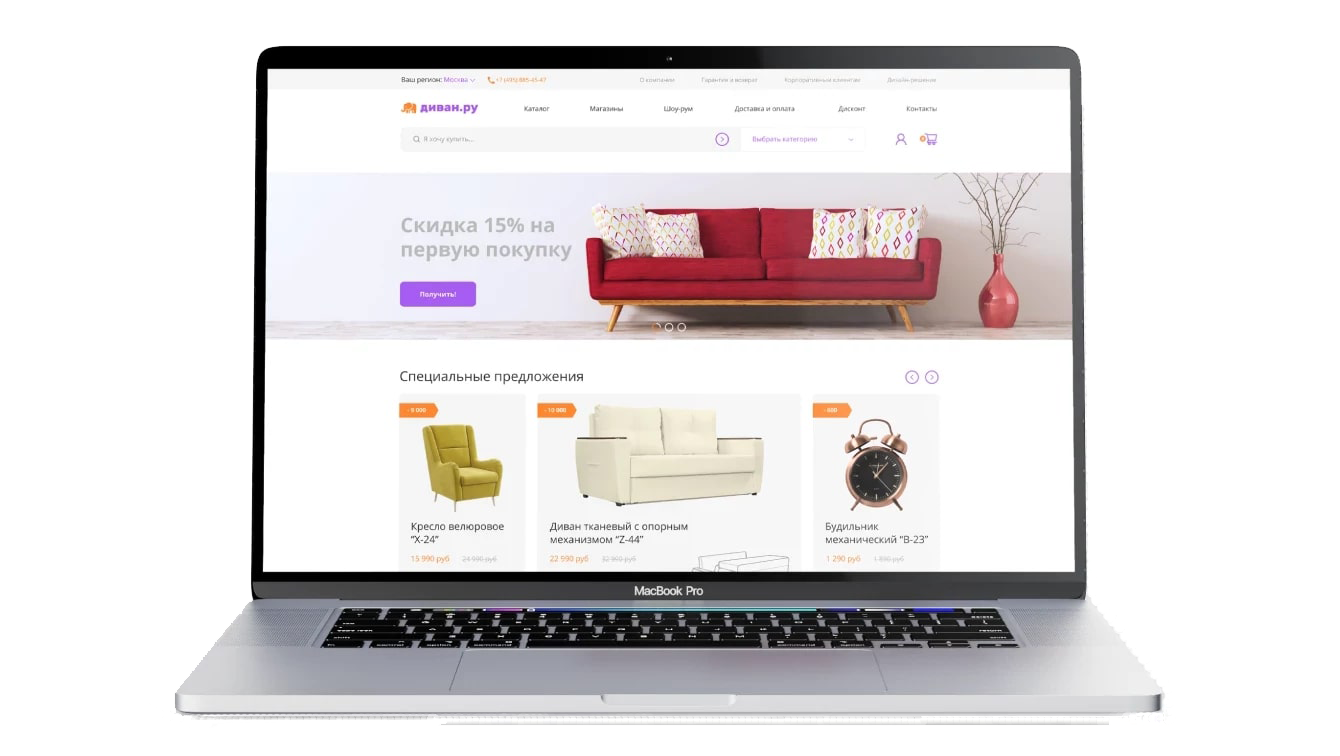 Ваш регион: Москва
+7 (495) 885-45-47
О компании
Гарантия и возврат
Корпоративным клиентам
Дизайн-решения
диван.ру
Каталог
Магазины
Шоу-рум
Доставка и оплата
Дисконт
Контакты
Я хочу купить...
Выбрать категорию
Скидка 15% на
первую покупку
Получить!
Специальные предложения
- 9 000
- 10 000
- 600
Кресло велюровое
“X-24”
15 990 руб 24 990 руб
Диван тканевый с опорным
механизмом “Z-44”
22 990 руб 32 990 руб
Будильник
механический “B-23”
1 290 руб 1 890 руб
MacBook Pro